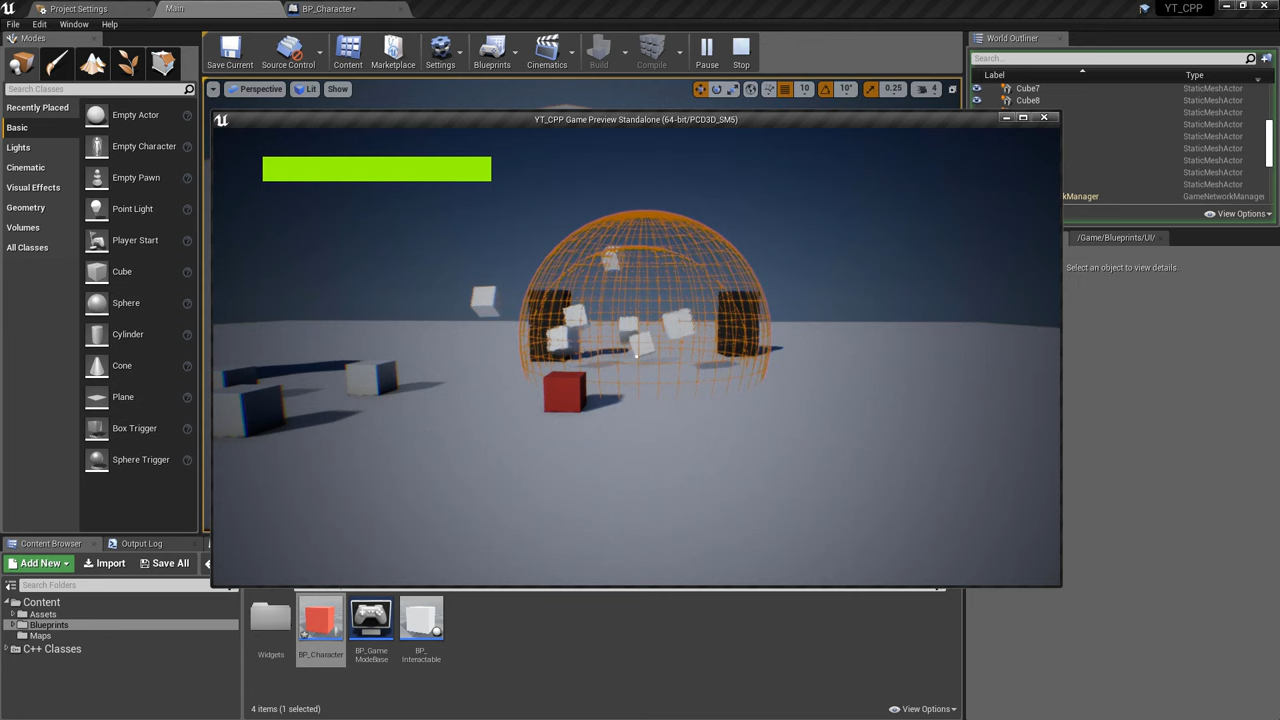 Project Settings
Main
BP_Character*
YT_CPP
File
Edit
Window
Help
Modes
Search Classes
Recently Placed
Basic
Lights
Cinematic
Visual Effects
Geometry
Volumes
All Classes
Empty Actor
Empty Character
Empty Pawn
Point Light
Player Start
Cube
Sphere
Cylinder
Cone
Plane
Box Trigger
Sphere Trigger
Save Current
Source Control
Content
Marketplace
Settings
Blueprints
Cinematics
Build
Compile
Pause
Stop
Perspective
Lit
Show
10
10°
0.25
4
YT_CPP Game Preview Standalone (64-bit/PCD3D_SM5)
World Outliner
Search...
Label
Type
Cube7
StaticMeshActor
Cube8
StaticMeshActor
StaticMeshActor
StaticMeshActor
StaticMeshActor
StaticMeshActor
StaticMeshActor
StaticMeshActor
StaticMeshActor
rkManager
GameNetworkManager
View Options
/Game/Blueprints/UI/
Select an object to view details.
Content Browser
Output Log
Add New
Import
Save All
Search Folders
Content
Assets
Blueprints
Maps
C++ Classes
Widgets
BP_Character
BP_Game
ModeBase
BP_
Interactable
4 items (1 selected)
View Options